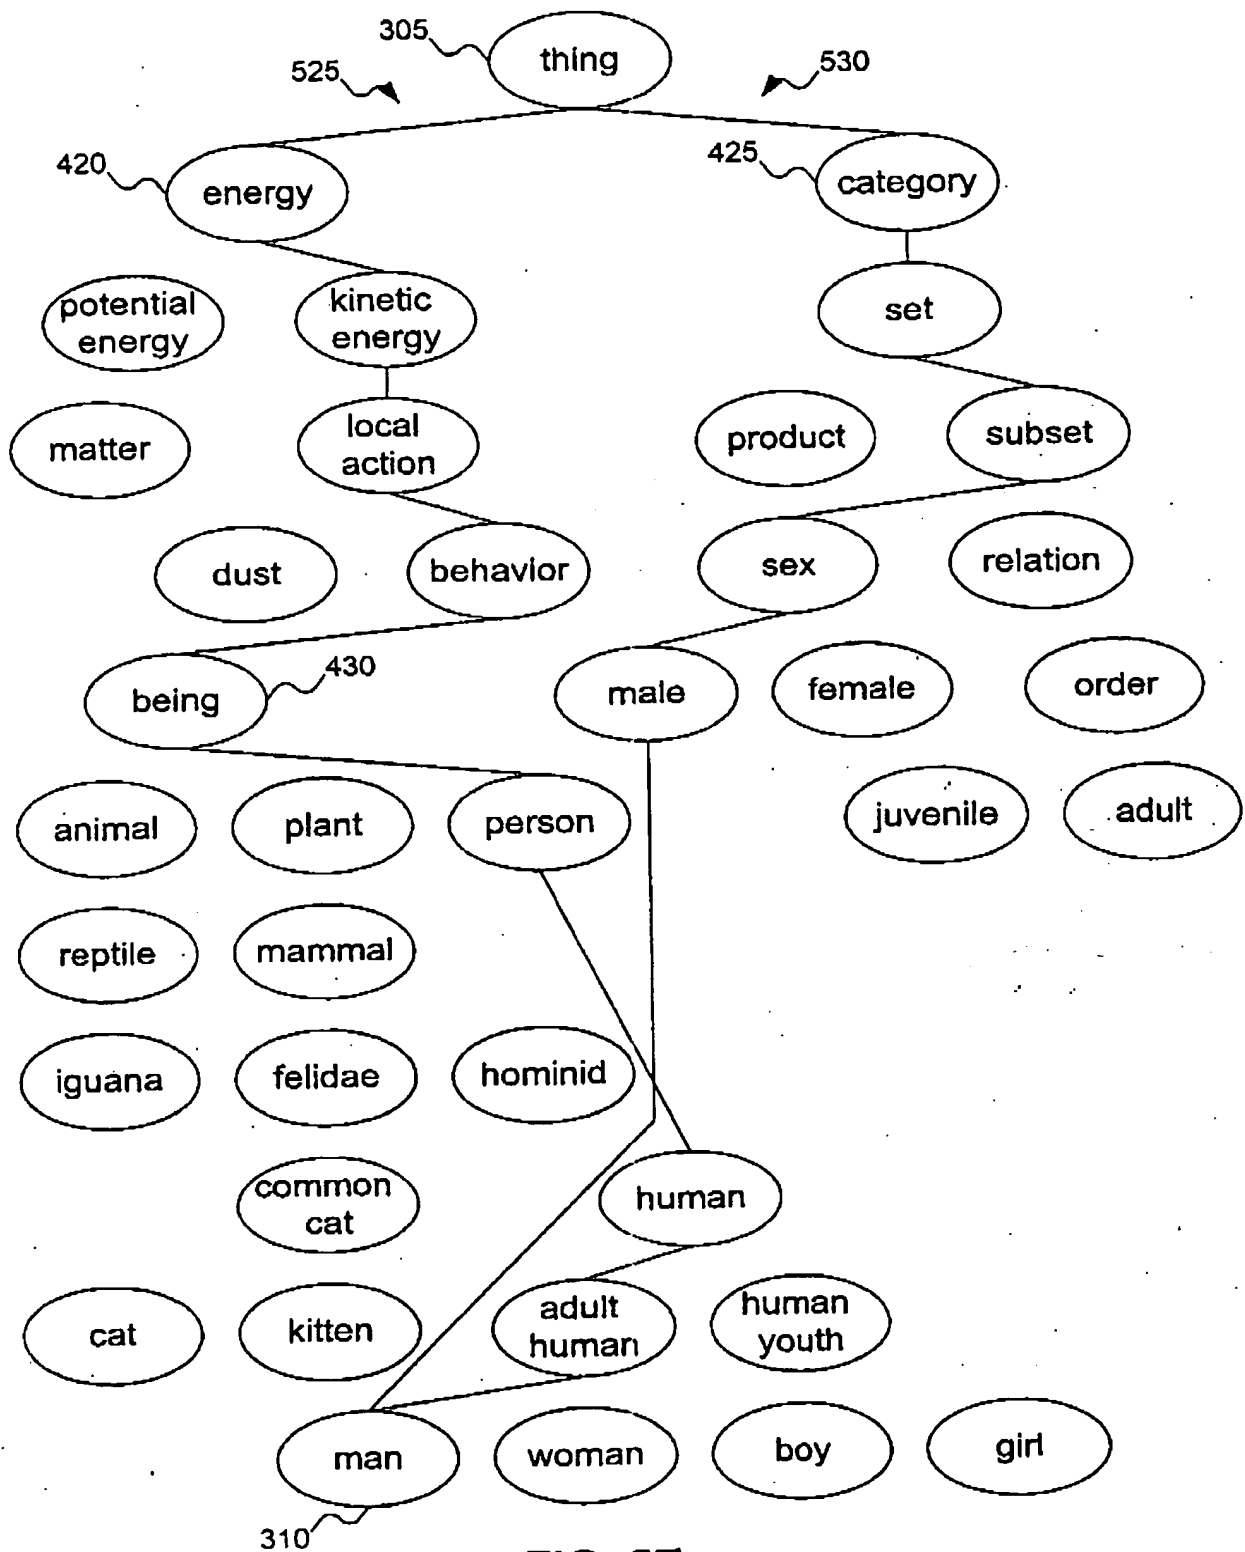 305
thing
525
530
420
energy
425
category
potential
energy
kinetic
energy
set
matter
local
action
product
subset
dust
behavior
sex
relation
being
430
male
female
order
animal
plant
person
juvenile
adult
reptile
mammal
iguana
felidae
hominid
common
cat
human
cat
kitten
adult
human
human
youth
man
woman
boy
girl
310